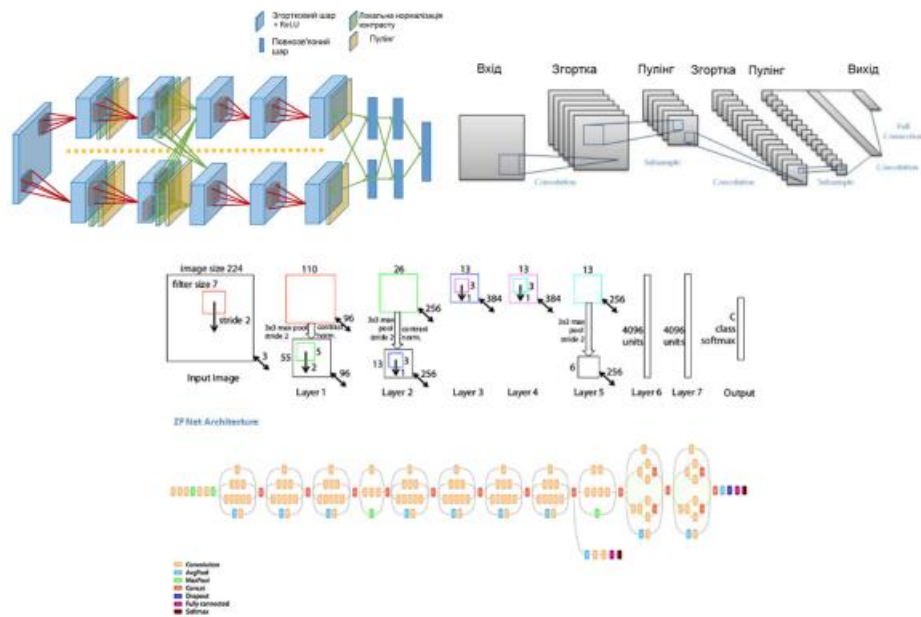 Згортковий шар
+ ReLU
Локальна нормалізація
контрасту
Повнозв'язний
шар
Пулінг
Вхід
Згортка
Пулінг
Згортка
Пулінг
Вихід
Full
Connection
Convolution
Subsample
Convolution
Subsample
Convolution
image size 224
filter size 7
stride 2
3
Input Image
110
96
3x3 max pool
stride 2
contrast
norm.
55
5
2
96
Layer 1
26
256
3x3 max
pool
stride 2
contrast
norm.
13
3
1
256
Layer 2
13
3
1
384
Layer 3
13
3
1
384
Layer 4
13
256
3x3 max
pool
stride 2
6
256
Layer 5
4096
units
Layer 6
4096
units
Layer 7
C
class
softmax
Output
ZFNet Architecture
Convolution
AvgPool
MaxPool
Concat
Dropout
Fully connected
Softmax